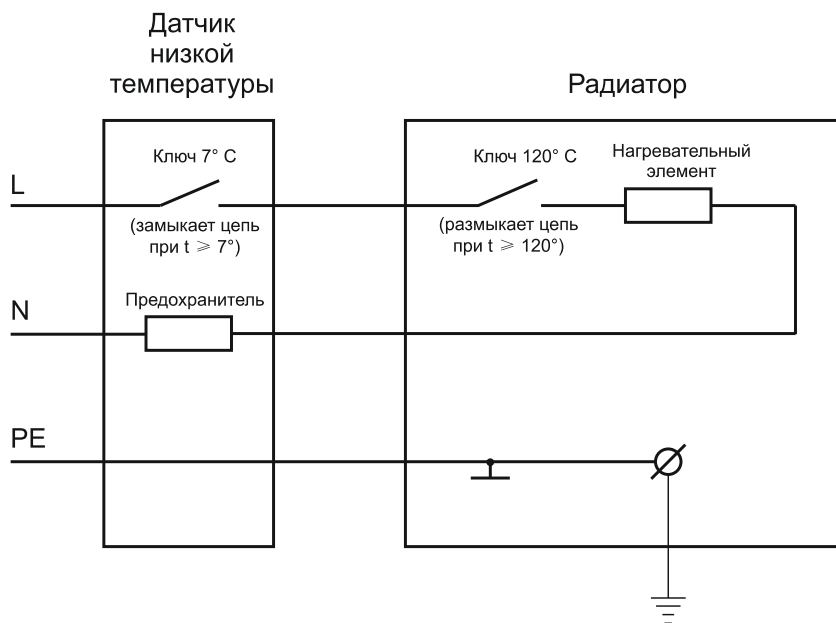 Датчик
низкой
температуры
Радиатор
Ключ 7° C
Ключ 120° C
Нагревательный
элемент
L
(замыкает цепь
при t ⩾ 7°)
(размыкает цепь
при t ⩾ 120°)
N
Предохранитель
PE